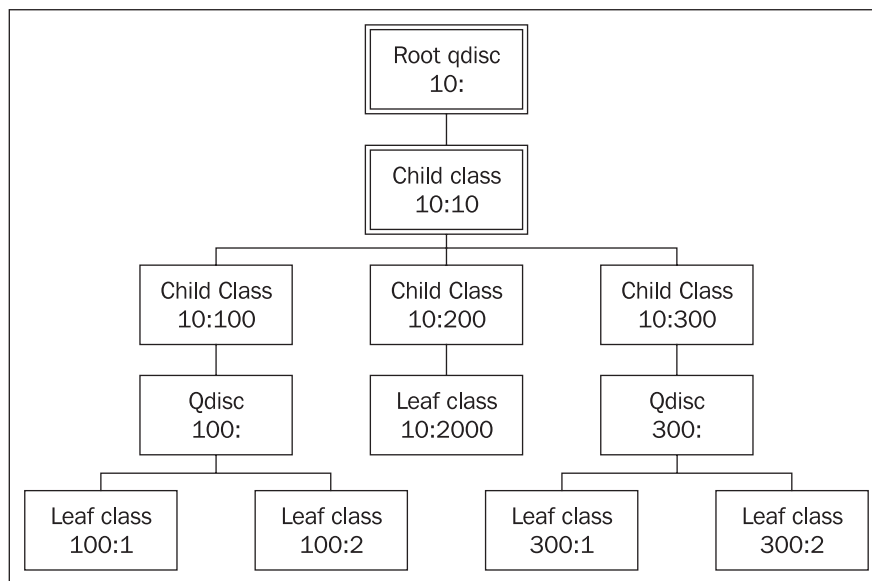 Root qdisc
10:
Child class
10:10
Child Class
10:100
Child Class
10:200
Child Class
10:300
Qdisc
100:
Leaf class
10:2000
Qdisc
300:
Leaf class
100:1
Leaf class
100:2
Leaf class
300:1
Leaf class
300:2